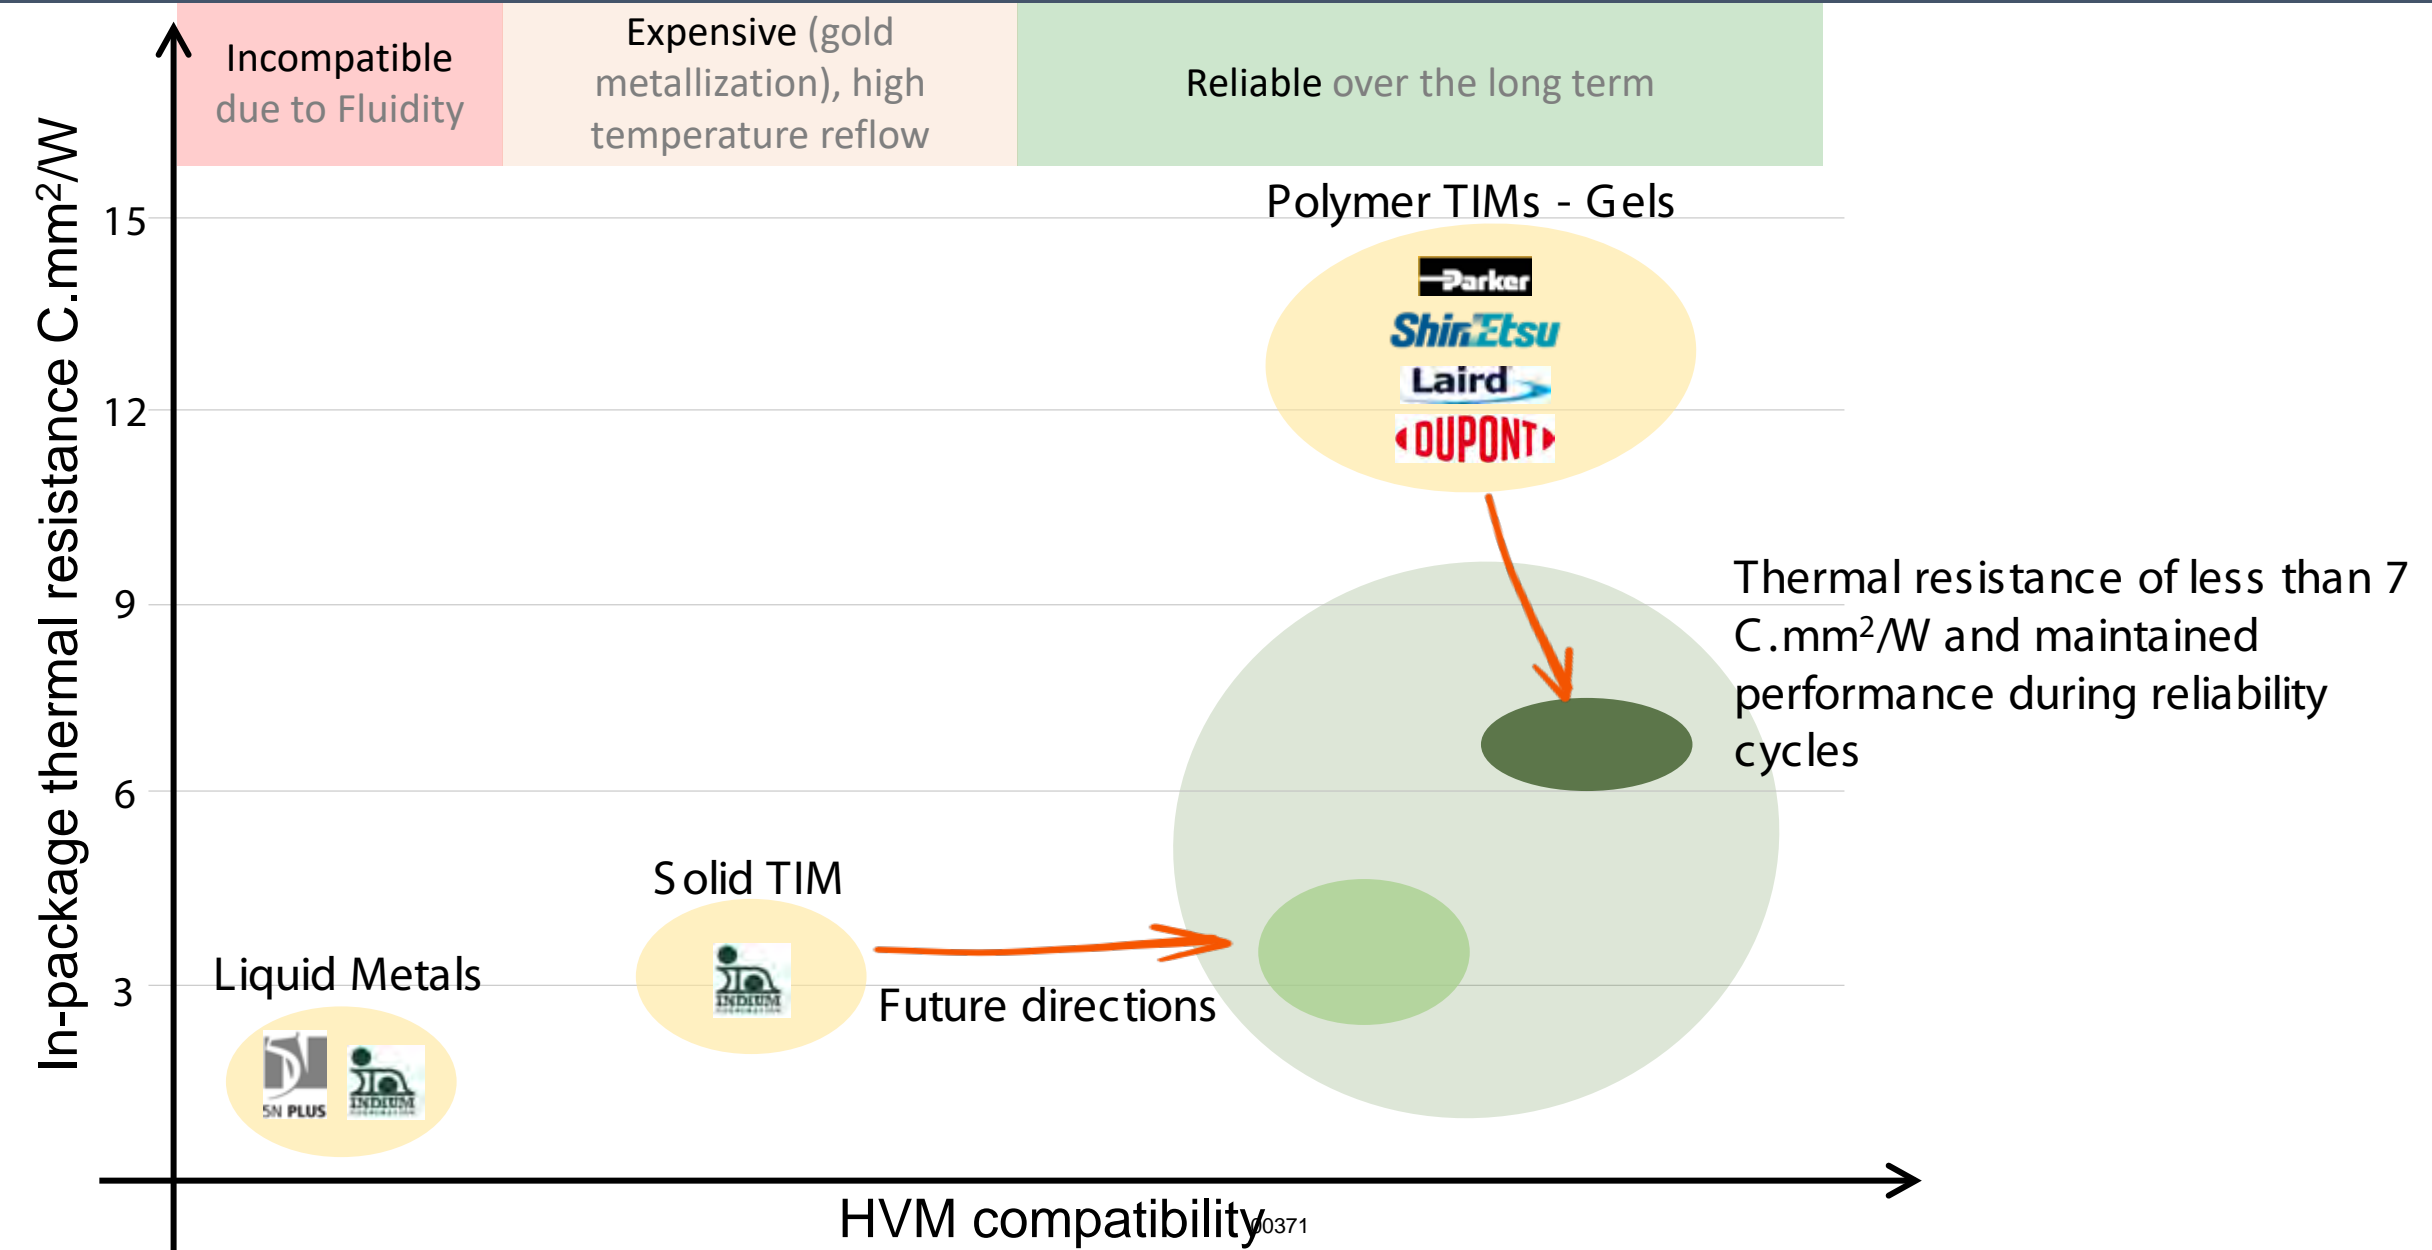 Incompatible
due to Fluidity
Expensive (gold
metallization), high
temperature reflow
Reliable over the long term
In-package thermal resistance C.mm²/W
15
12
9
6
3
Polymer TIMs - Gels
Parker
ShinEtsu
Laird
DUPONT
Thermal resistance of less than 7
C.mm²/W and maintained
performance during reliability
cycles
Solid TIM
INDIUM
Future directions
Liquid Metals
5N PLUS
INDIUM
HVM compatibility
00371